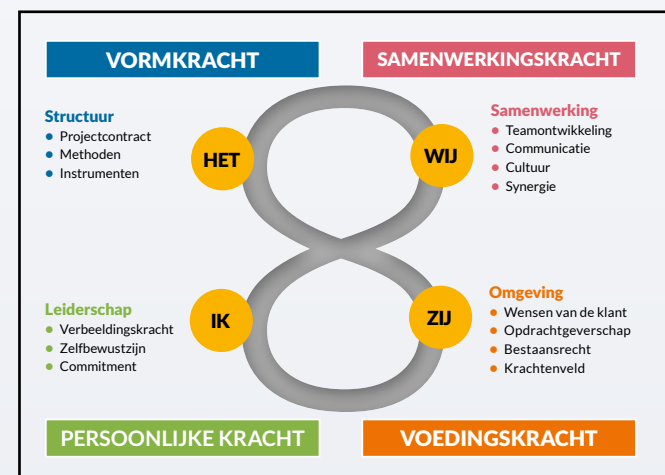 VORMKRACHT
SAMENWERKINGSKRACHT
Structuur
Projectcontract
Methoden
Instrumenten
HET
WIJ
Samenwerking
Teamontwikkeling
Communicatie
Cultuur
Synergie
Leiderschap
Verbeeldingskracht
Zelfbewustzijn
Commitment
IK
ZIJ
Omgeving
Wensen van de klant
Opdrachtgeverschap
Bestaansrecht
Krachtenveld
PERSOONLIJKE KRACHT
VOEDINGSKRACHT